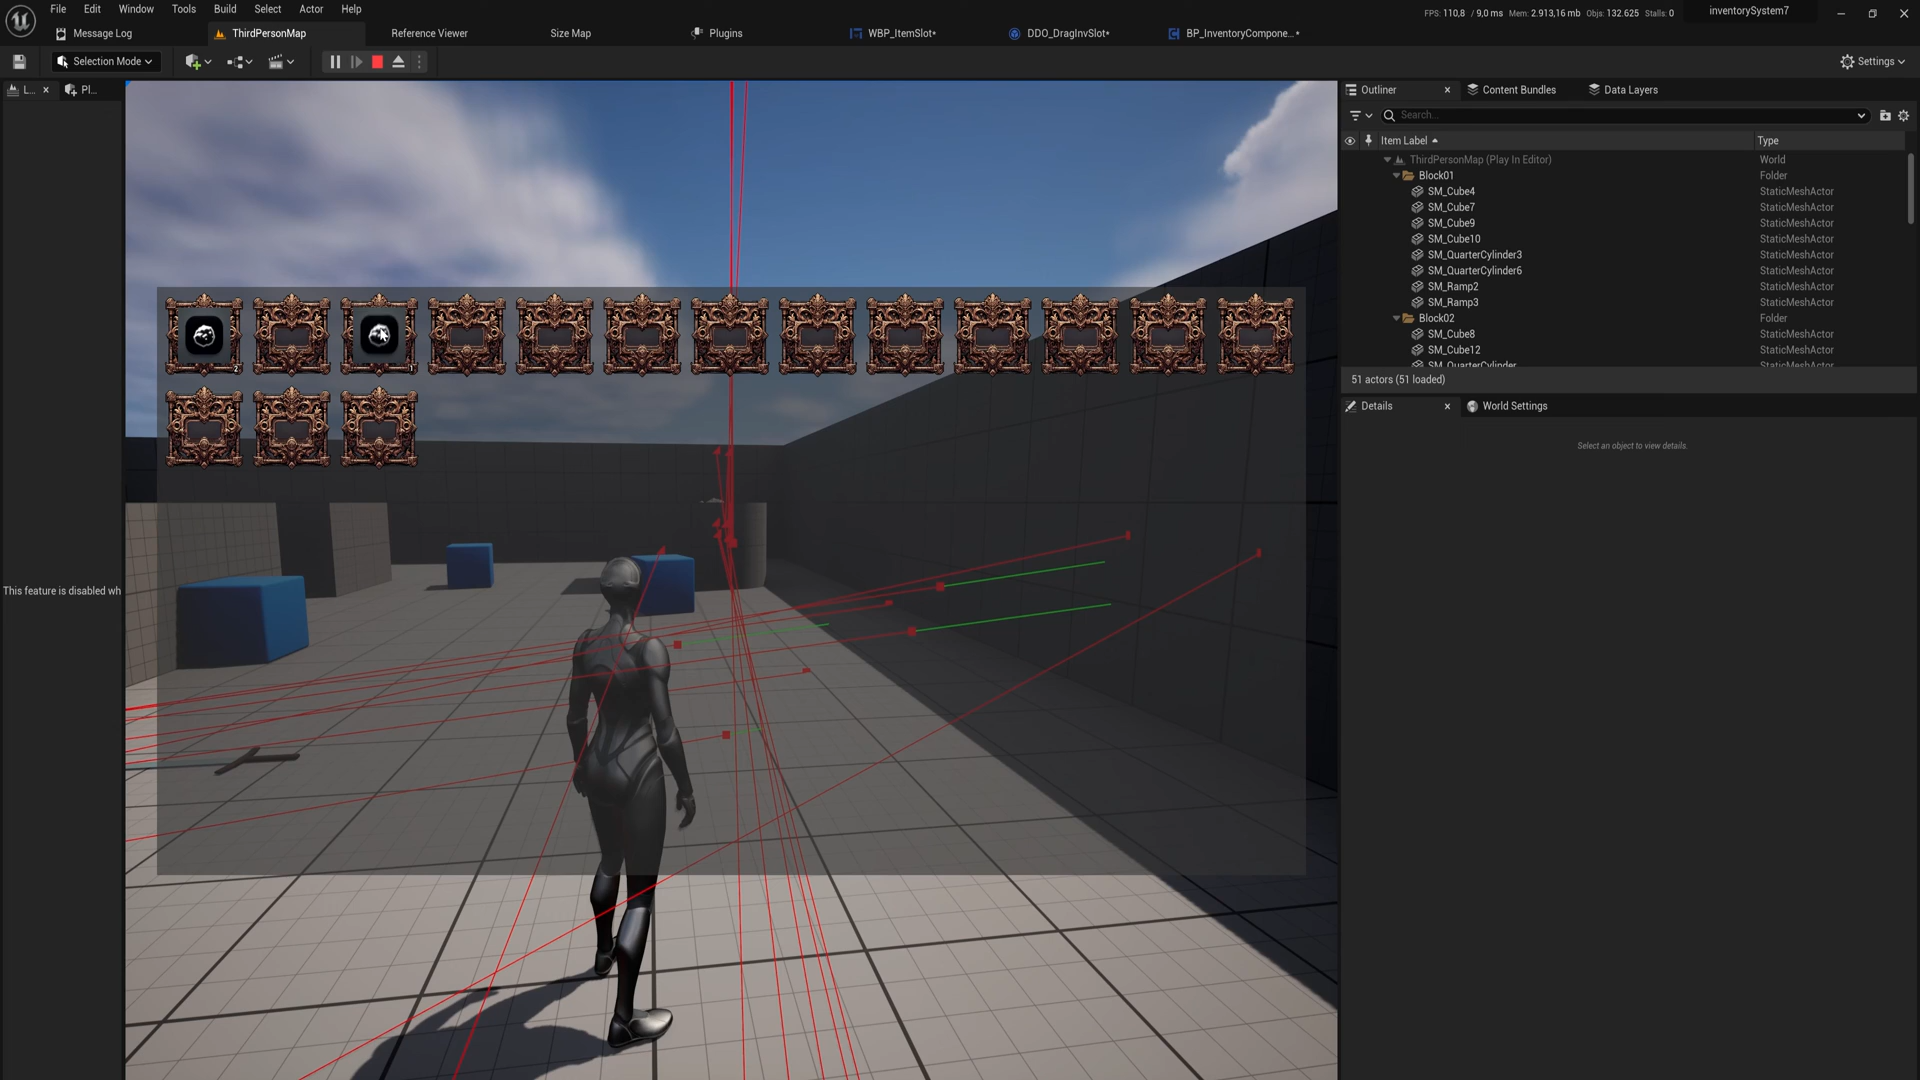 File Edit Window Tools Build Select Actor Help
FPS: 110,8 / 9,0 ms Mem: 2.913,16 mb Objs: 132.625 Stalls: 0
inventorySystem7
Message Log
ThirdPersonMap
Reference Viewer
Size Map
Plugins
WBP_ItemSlot*
DDO_DragInvSlot*
BP_InventoryCompone...*
Selection Mode
Settings
L...
Pl...
Outliner
Content Bundles
Data Layers
Search...
Item Label
Type
ThirdPersonMap (Play In Editor) World
Block01 Folder
SM_Cube4 StaticMeshActor
SM_Cube7 StaticMeshActor
SM_Cube9 StaticMeshActor
SM_Cube10 StaticMeshActor
SM_QuarterCylinder3 StaticMeshActor
SM_QuarterCylinder6 StaticMeshActor
SM_Ramp2 StaticMeshActor
SM_Ramp3 StaticMeshActor
Block02 Folder
SM_Cube8 StaticMeshActor
SM_Cube12 StaticMeshActor
SM_QuarterCylinder StaticMeshActor
51 actors (51 loaded)
Details
World Settings
Select an object to view details.
2
1
This feature is disabled wh